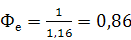 Φₑ = 1/1,16 = 0,86